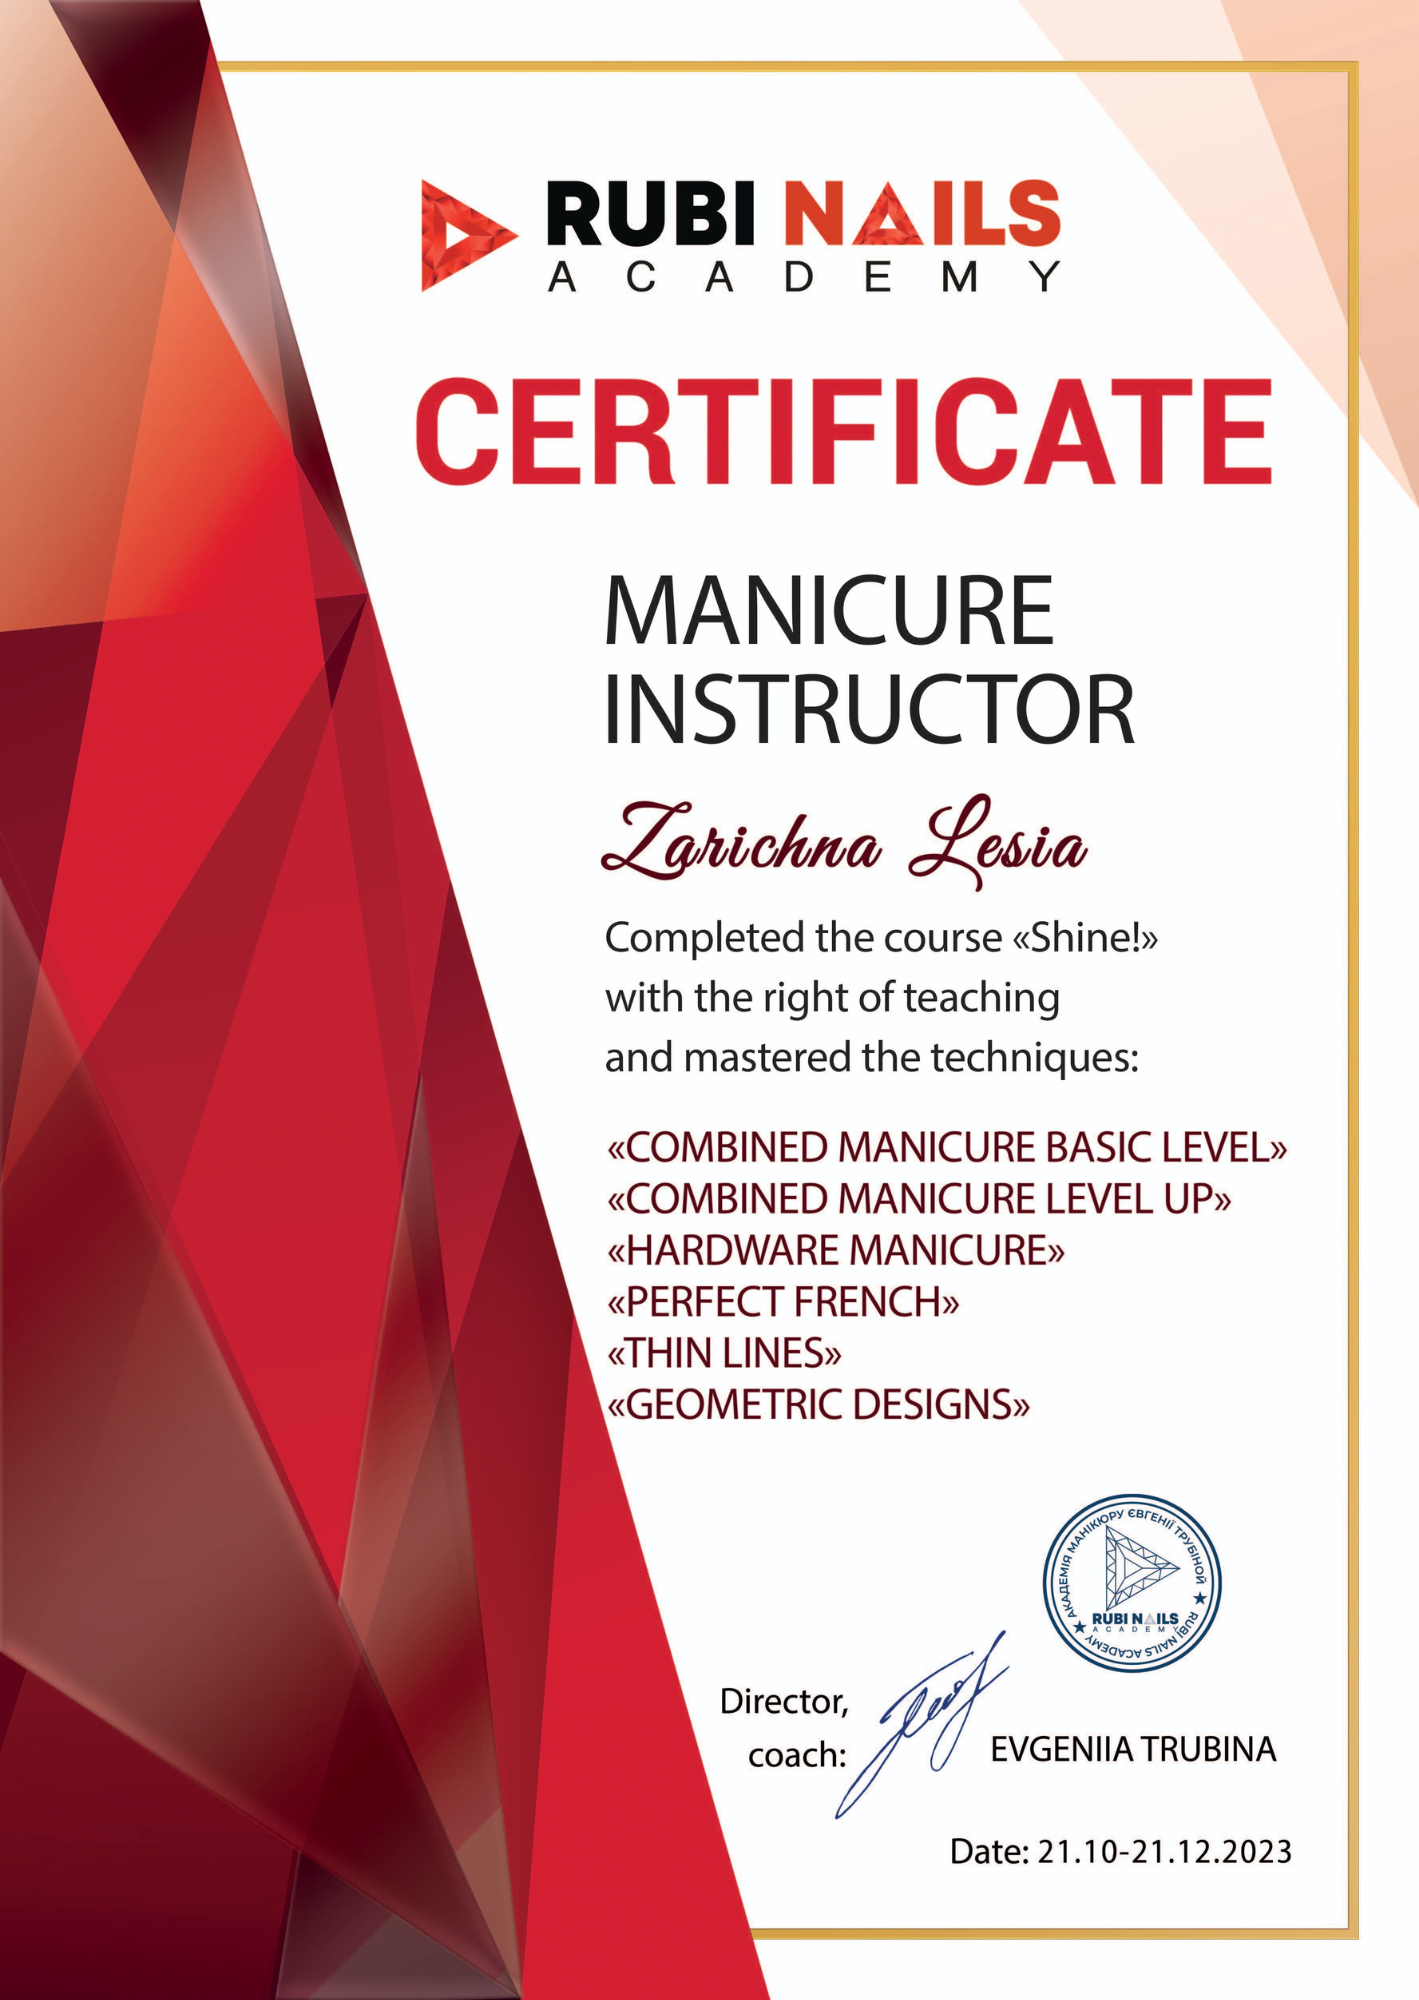 RUBI NAILS
ACADEMY
CERTIFICATE
MANICURE
INSTRUCTOR
Zarichna Lesia
Completed the course «Shine!»
with the right of teaching
and mastered the techniques:
«COMBINED MANICURE BASIC LEVEL»
«COMBINED MANICURE LEVEL UP»
«HARDWARE MANICURE»
«PERFECT FRENCH»
«THIN LINES»
«GEOMETRIC DESIGNS»
АКАДЕМІЯ МАНІКЮРУ ЄВГЕНІЇ ТРУБІНОЙ
RUBI NAILS
ACADEMY
RUBI NAILS ACADEMY
Director,
coach:
EVGENIIA TRUBINA
Date: 21.10-21.12.2023